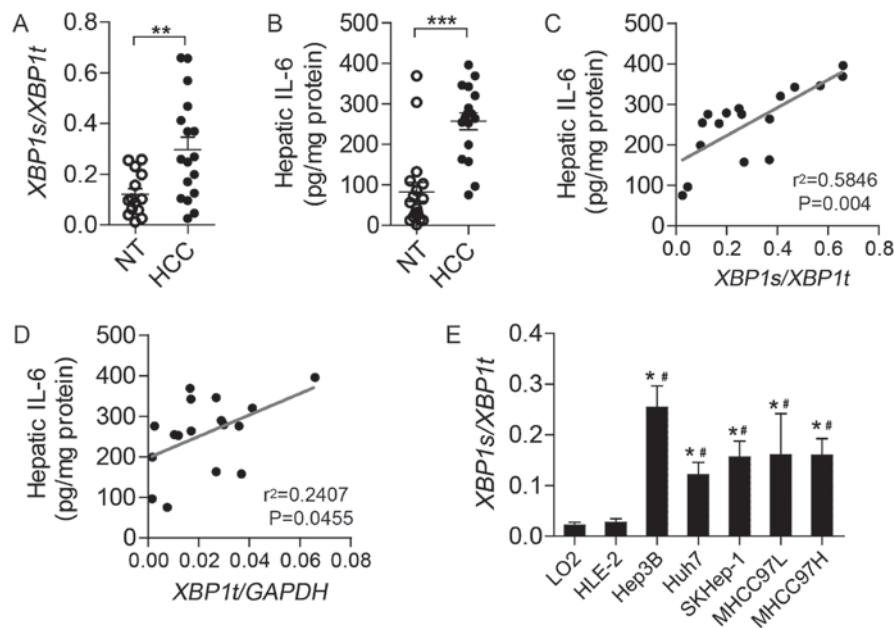 A
XBP1s/XBP1t
0.8
0.6
0.4
0.2
0.0
**
NT
HCC
B
Hepatic IL-6
(pg/mg protein)
500
400
300
200
100
0
***
NT
HCC
C
Hepatic IL-6
(pg/mg protein)
500
400
300
200
100
0
r²=0.5846
P=0.004
0.0 0.2 0.4 0.6 0.8
XBP1s/XBP1t
D
Hepatic IL-6
(pg/mg protein)
500
400
300
200
100
0
r²=0.2407
P=0.0455
0.00 0.02 0.04 0.06 0.08
XBP1t/GAPDH
E
XBP1s/XBP1t
0.4
0.3
0.2
0.1
0.0
*# *# *# *# *#
LO2
HLE-2
Hep3B
Huh7
SKHep-1
MHCC97L
MHCC97H